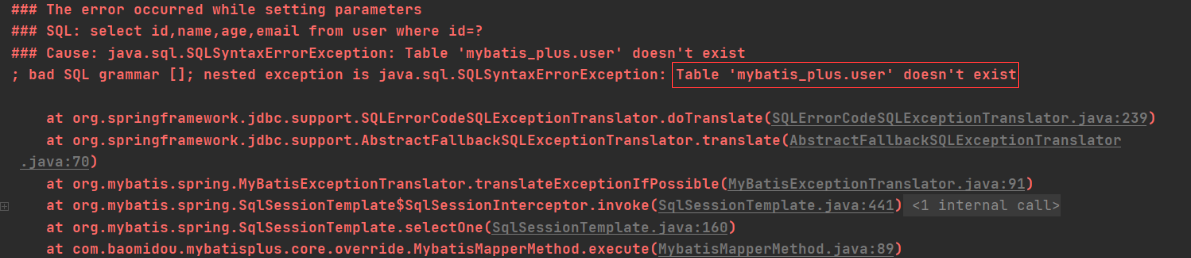 ### The error occurred while setting parameters
### SQL: select id,name,age,email from user where id=?
### Cause: java.sql.SQLSyntaxErrorException: Table 'mybatis_plus.user' doesn't exist
; bad SQL grammar []; nested exception is java.sql.SQLSyntaxErrorException: Table 'mybatis_plus.user' doesn't exist
at org.springframework.jdbc.support.SQLErrorCodeSQLExceptionTranslator.doTranslate(SQLErrorCodeSQLExceptionTranslator.java:239)
at org.springframework.jdbc.support.AbstractFallbackSQLExceptionTranslator.translate(AbstractFallbackSQLExceptionTranslator
.java:70)
at org.mybatis.spring.MyBatisExceptionTranslator.translateExceptionIfPossible(MyBatisExceptionTranslator.java:91)
at org.mybatis.spring.SqlSessionTemplate$SqlSessionInterceptor.invoke(SqlSessionTemplate.java:441) <1 internal call>
at org.mybatis.spring.SqlSessionTemplate.selectOne(SqlSessionTemplate.java:160)
at com.baomidou.mybatisplus.core.override.MybatisMapperMethod.execute(MybatisMapperMethod.java:89)